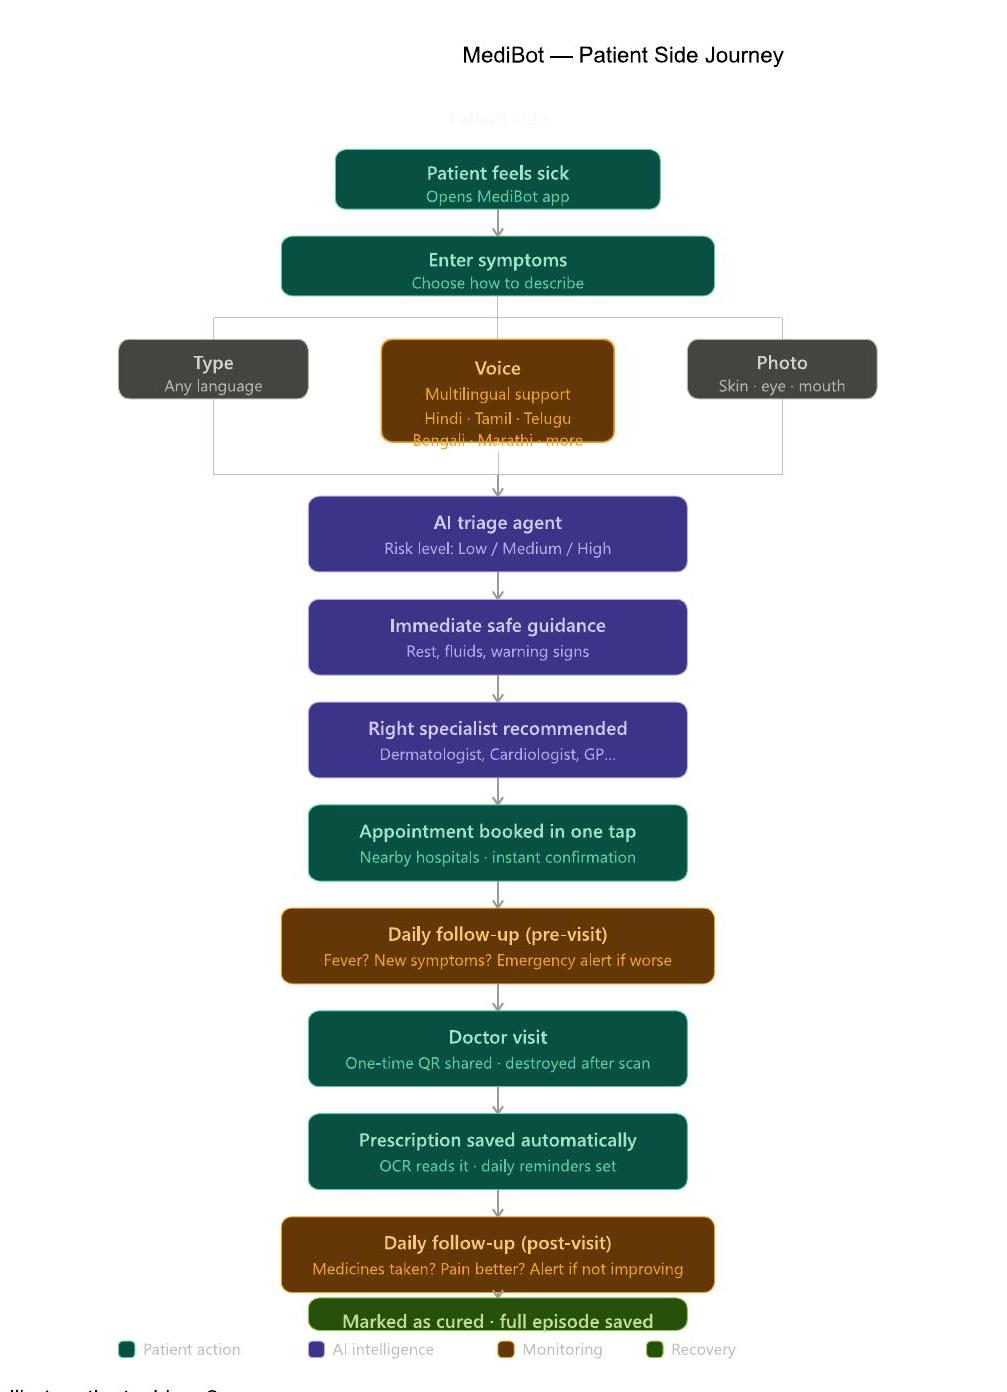 MediBot — Patient Side Journey
Patient side
Patient feels sick
Opens MediBot app
Enter symptoms
Choose how to describe
Type
Any language
Voice
Multilingual support
Hindi · Tamil · Telugu
Bengali · Marathi · more
Photo
Skin · eye · mouth
AI triage agent
Risk level: Low / Medium / High
Immediate safe guidance
Rest, fluids, warning signs
Right specialist recommended
Dermatologist, Cardiologist, GP...
Appointment booked in one tap
Nearby hospitals · instant confirmation
Daily follow-up (pre-visit)
Fever? New symptoms? Emergency alert if worse
Doctor visit
One-time QR shared · destroyed after scan
Prescription saved automatically
OCR reads it · daily reminders set
Daily follow-up (post-visit)
Medicines taken? Pain better? Alert if not improving
Marked as cured · full episode saved
Patient action
AI intelligence
Monitoring
Recovery